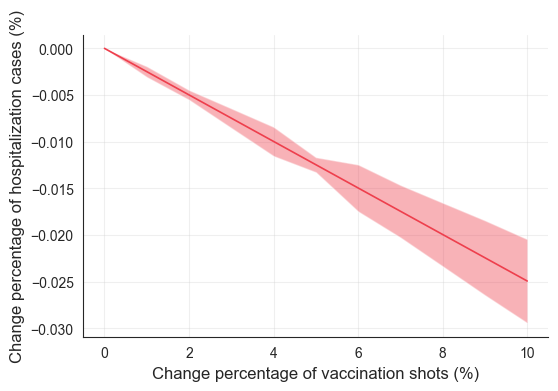 Change percentage of hospitalization cases (%)
0.000
−0.005
−0.010
−0.015
−0.020
−0.025
−0.030
0 2 4 6 8 10
Change percentage of vaccination shots (%)